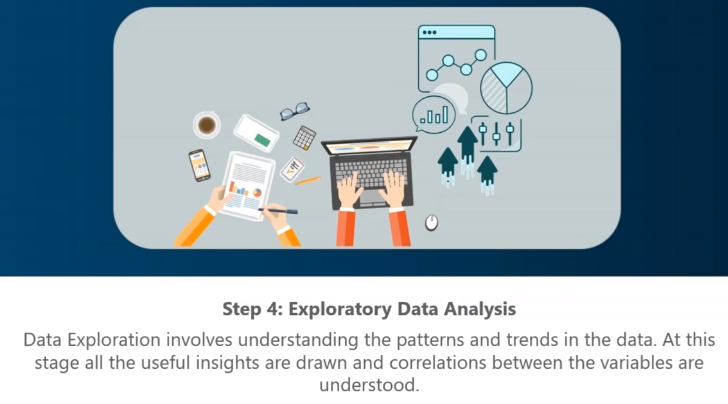 Step 4: Exploratory Data Analysis
Data Exploration involves understanding the patterns and trends in the data. At this
stage all the useful insights are drawn and correlations between the variables are
understood.